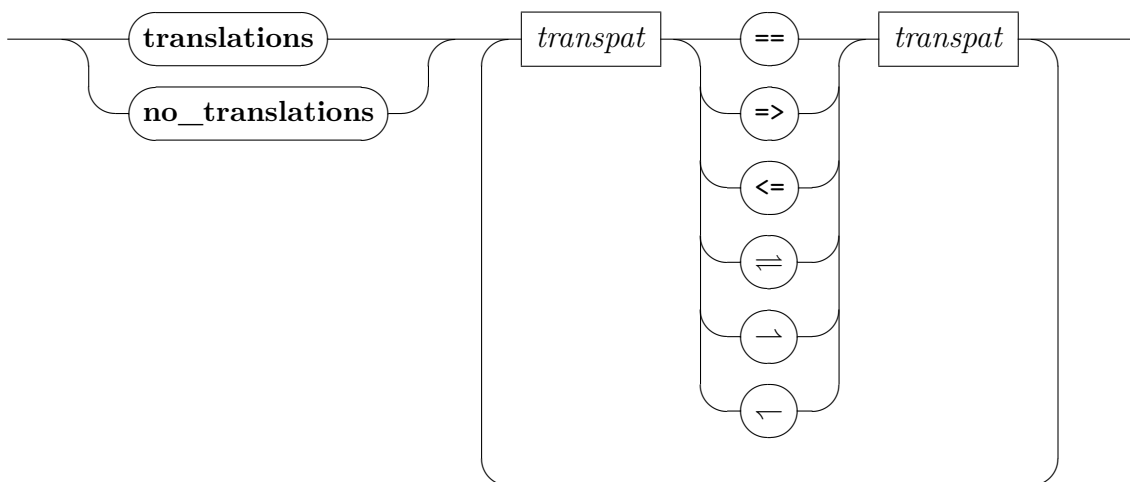 translations transpat == transpat
no_translations =>
<=
⇌
⇀
↽